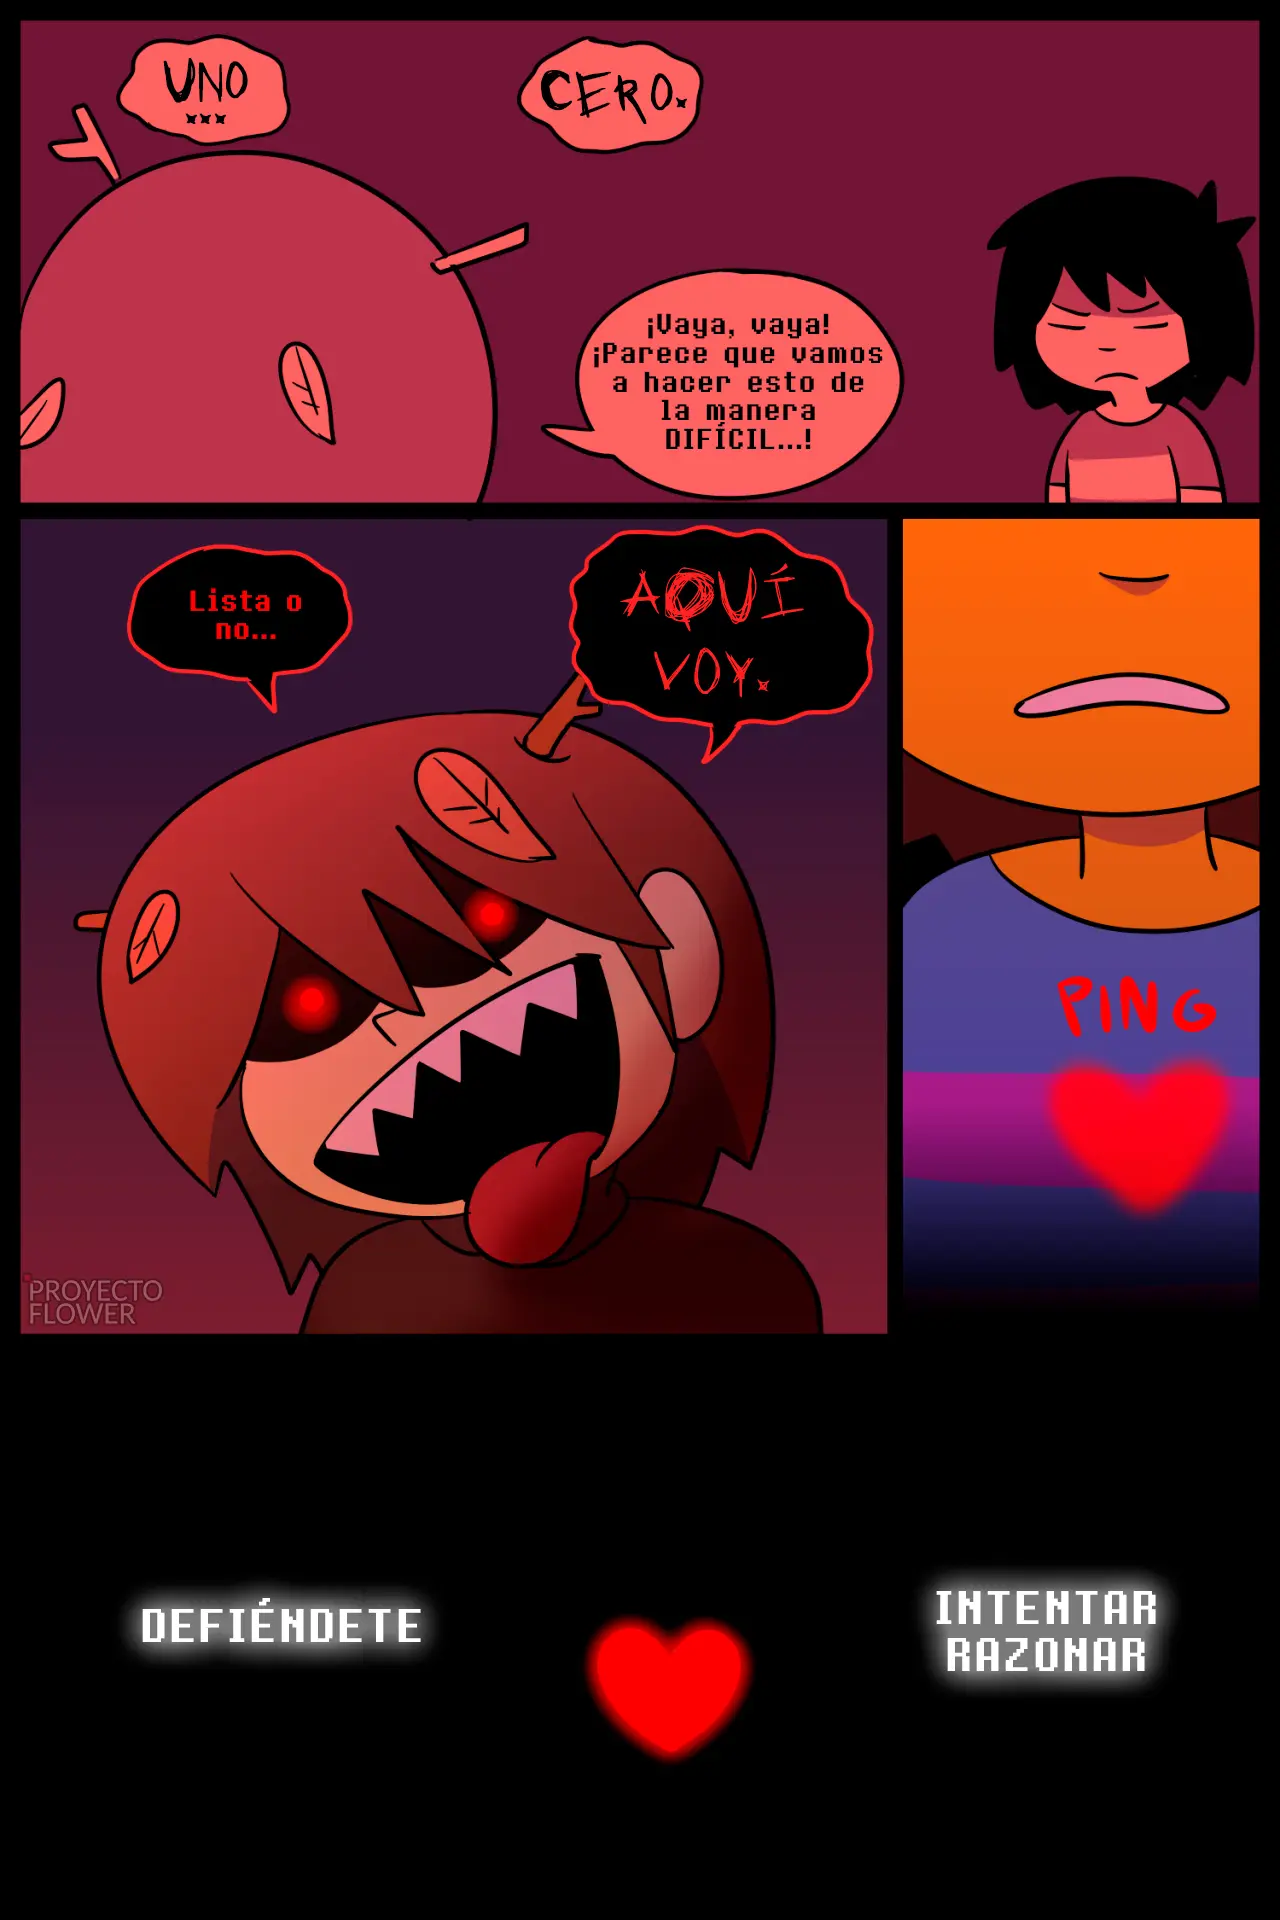 UNO
...
CERO.
¡Vaya, vaya!
¡Parece que vamos
a hacer esto de
la manera
DIFÍCIL...!
Lista o
no...
AQUÍ
VOY.
PING
PROYECTO
FLOWER
DEFIÉNDETE
INTENTAR
RAZONAR